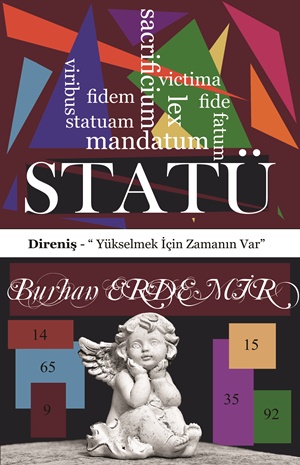 sacrificium
viribus
victima
fidem
lex
fide
statuam
fatum
mandatum
STATÜ
Direniş - “ Yükselmek İçin Zamanın Var”
Burhan ERDEMİR
14
15
65
35
9
92